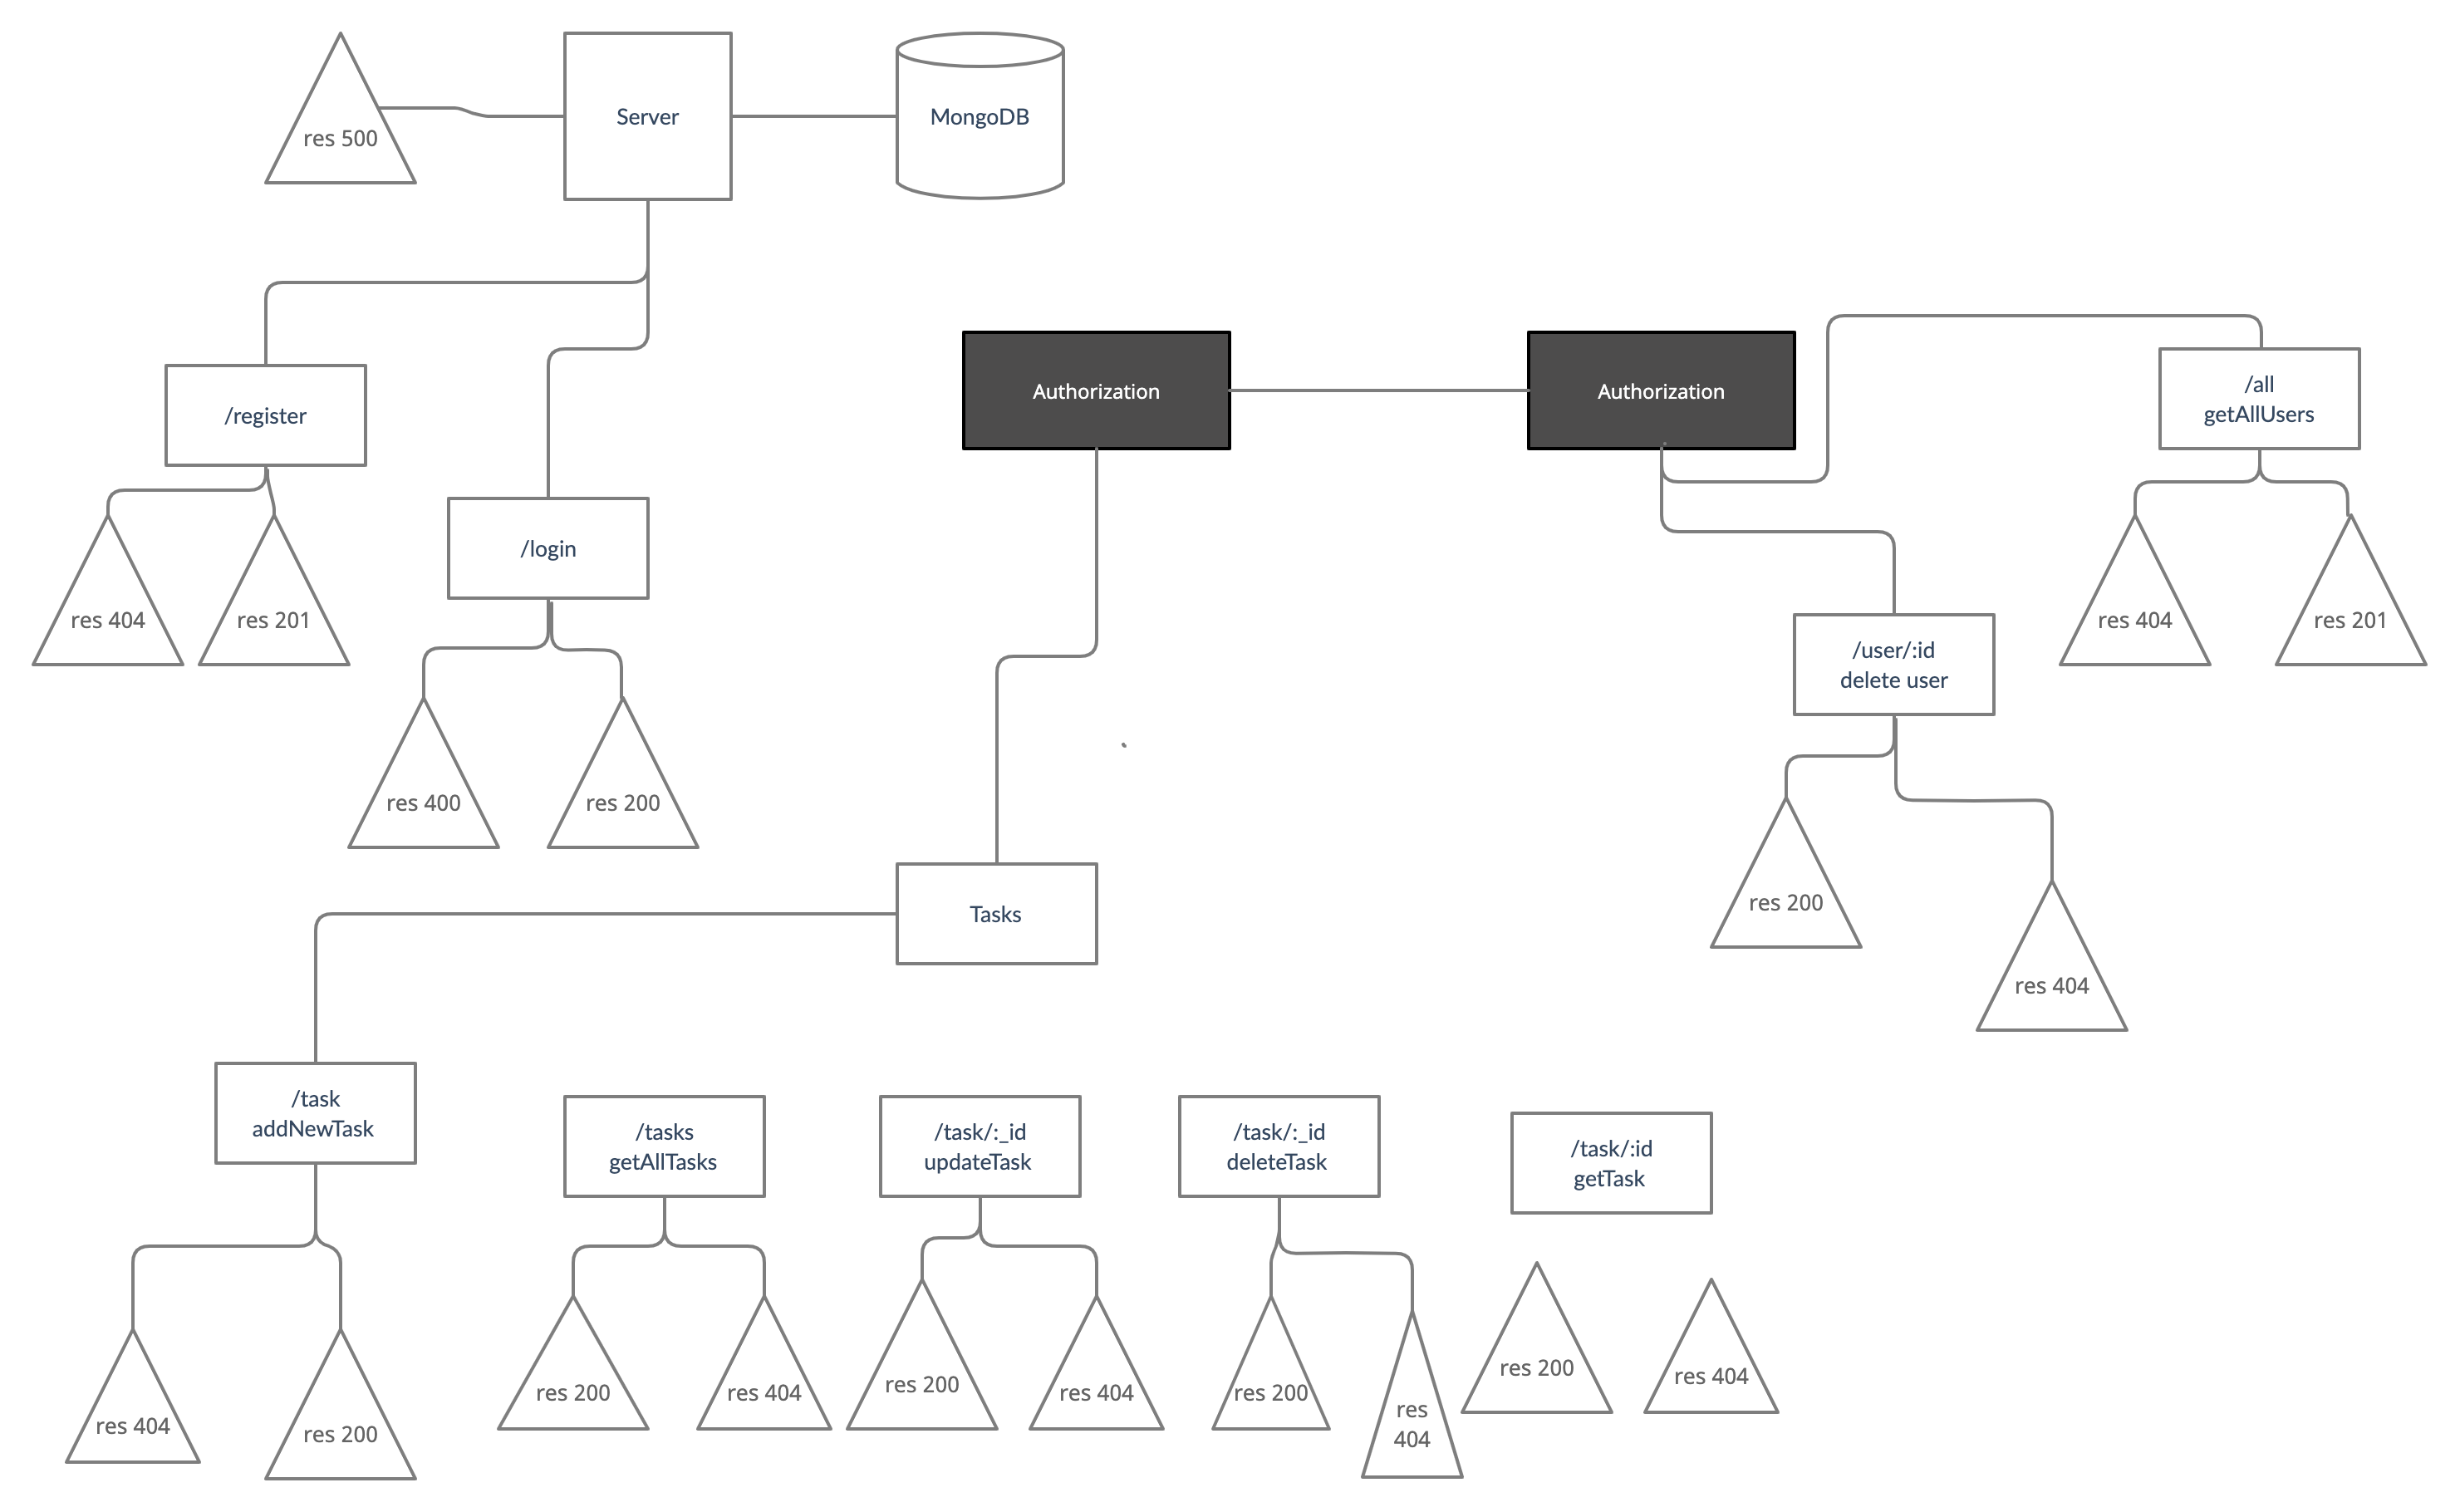 res 500
Server
MongoDB
Authorization
Authorization
/all
getAllUsers
/register
/login
res 404
res 201
res 404
res 201
/user/:id
delete user
res 400
res 200
res 200
res 404
Tasks
/task
addNewTask
/tasks
getAllTasks
/task/:_id
updateTask
/task/:_id
deleteTask
/task/:id
getTask
res 404
res 200
res 200
res 404
res 200
res 404
res 200
res
404
res 200
res 404